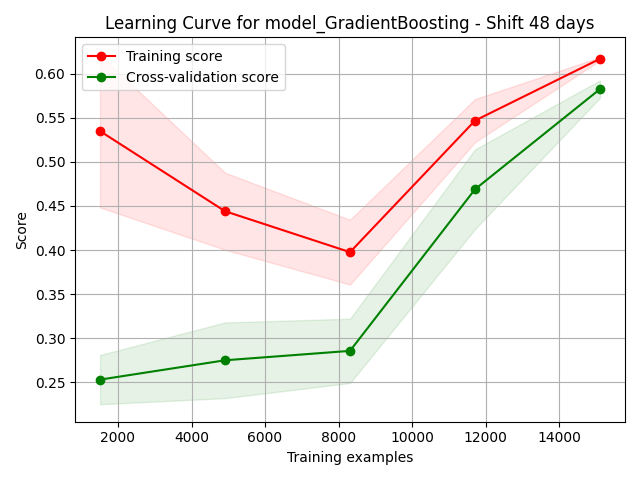 Learning Curve for model_GradientBoosting - Shift 48 days
Training score
Cross-validation score
0.60
0.55
0.50
0.45
0.40
0.35
0.30
0.25
Score
2000 4000 6000 8000 10000 12000 14000
Training examples